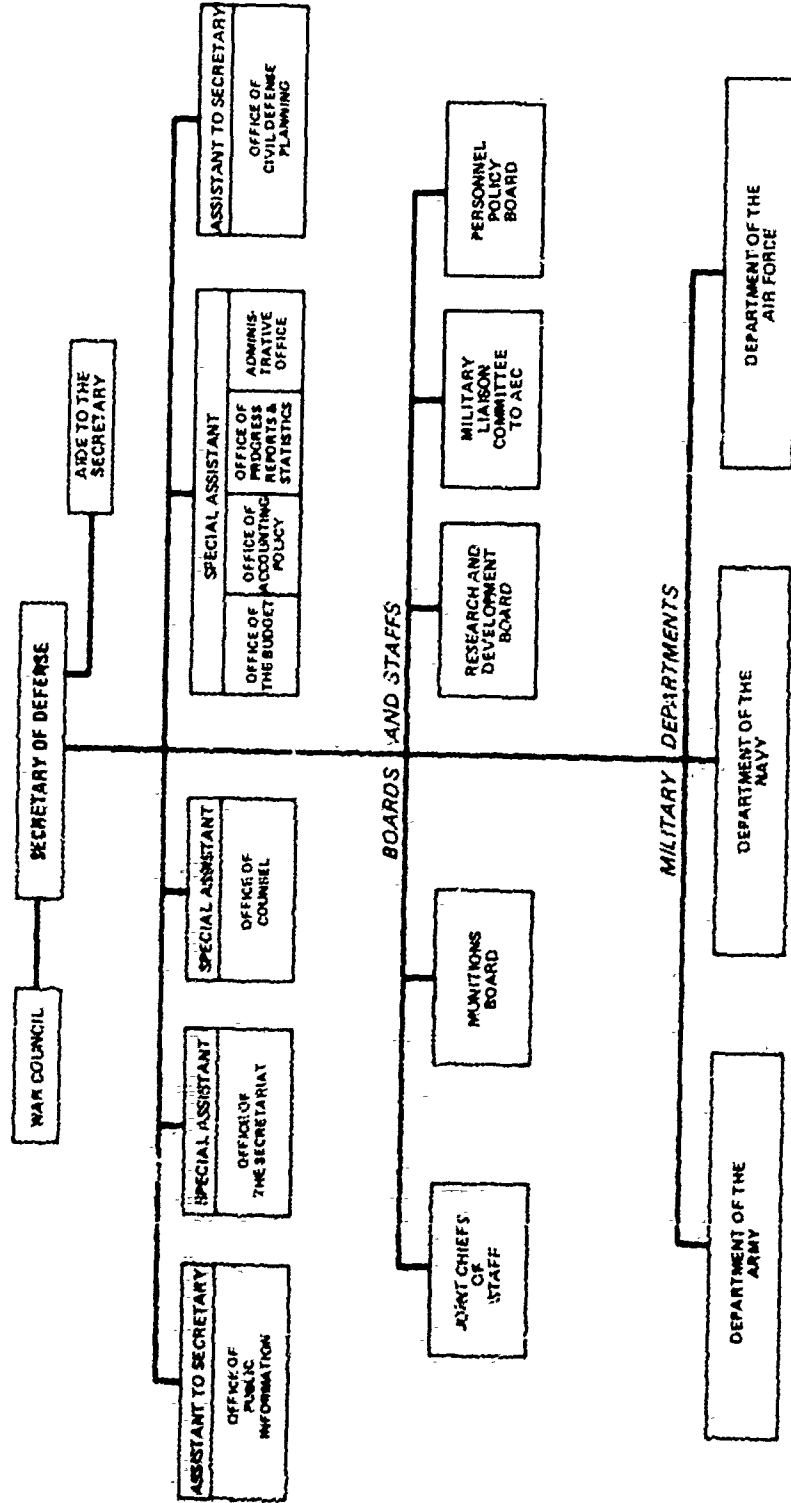 SECRETARY OF DEFENSE
WAR COUNCIL
AIDE TO THE
SECRETARY
ASSISTANT TO SECRETARY
OFFICE OF
PUBLIC
INFORMATION
SPECIAL ASSISTANT
OFFICE OF
THE SECRETARIAT
SPECIAL ASSISTANT
OFFICE OF
COUNSEL
SPECIAL ASSISTANT
OFFICE OF
THE BUDGET
OFFICE OF
ACCOUNTING
POLICY
OFFICE OF
PROGRESS
REPORTS &
STATISTICS
ADMINIS-
TRATIVE
OFFICE
ASSISTANT TO SECRETARY
OFFICE OF
CIVIL DEFENSE
PLANNING
BOARDS AND STAFFS
JOINT CHIEFS
OF
STAFF
MUNITIONS
BOARD
RESEARCH AND
DEVELOPMENT
BOARD
MILITARY
LIAISON
COMMITTEE
TO AEC
PERSONNEL
POLICY
BOARD
MILITARY DEPARTMENTS
DEPARTMENT OF THE
ARMY
DEPARTMENT OF THE
NAVY
DEPARTMENT OF THE
AIR FORCE